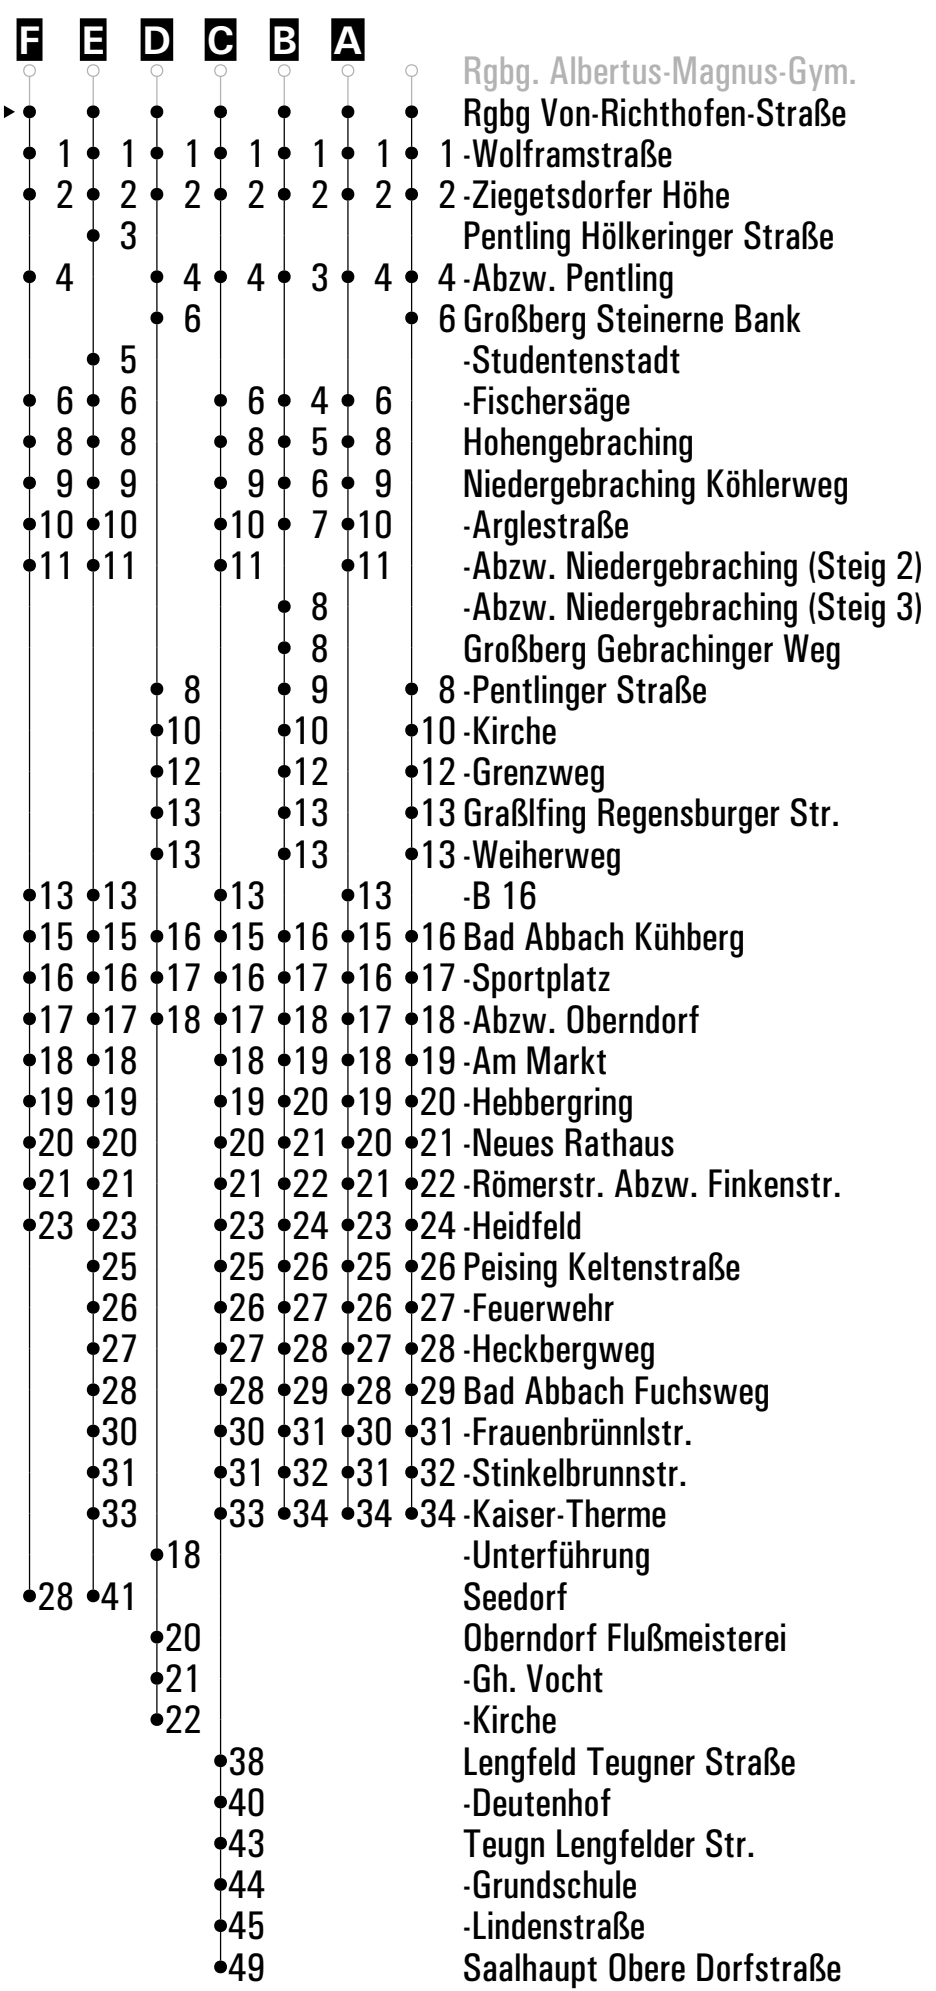 F E D C B A
Rgbg. Albertus-Magnus-Gym.
Rgbg Von-Richthofen-Straße
1 1 1 1 1 1 1 -Wolframstraße
2 2 2 2 2 2 2 -Ziegetsdorfer Höhe
3 Pentling Hölkeringer Straße
4 4 4 3 4 4 -Abzw. Pentling
6 6 Großberg Steinerne Bank
5 -Studentenstadt
6 6 6 4 6 -Fischersäge
8 8 8 5 8 Hohengebraching
9 9 9 6 9 Niedergebraching Köhlerweg
10 10 10 7 10 -Arglestraße
11 11 11 11 -Abzw. Niedergebraching (Steig 2)
8 -Abzw. Niedergebraching (Steig 3)
8 Großberg Gebrachinger Weg
8 9 8 -Pentlinger Straße
10 10 10 -Kirche
12 12 12 -Grenzweg
13 13 13 Graßlfing Regensburger Str.
13 13 13 -Weiherweg
13 13 13 13 -B 16
15 15 16 15 16 15 16 Bad Abbach Kühberg
16 16 17 16 17 16 17 -Sportplatz
17 17 18 17 18 17 18 -Abzw. Oberndorf
18 18 18 19 18 19 -Am Markt
19 19 19 20 19 20 -Hebbergring
20 20 20 21 20 21 -Neues Rathaus
21 21 21 22 21 22 -Römerstr. Abzw. Finkenstr.
23 23 23 24 23 24 -Heidfeld
25 25 26 25 26 Peising Keltenstraße
26 26 27 26 27 -Feuerwehr
27 27 28 27 28 -Heckbergweg
28 28 29 28 29 Bad Abbach Fuchsweg
30 30 31 30 31 -Frauenbrünnlstr.
31 31 32 31 32 -Stinkelbrunnstr.
33 33 34 34 34 -Kaiser-Therme
18 -Unterführung
28 41 Seedorf
20 Oberndorf Flußmeisterei
21 -Gh. Vocht
22 -Kirche
38 Lengfeld Teugner Straße
40 -Deutenhof
43 Teugn Lengfelder Str.
44 -Grundschule
45 -Lindenstraße
49 Saalhaupt Obere Dorfstraße